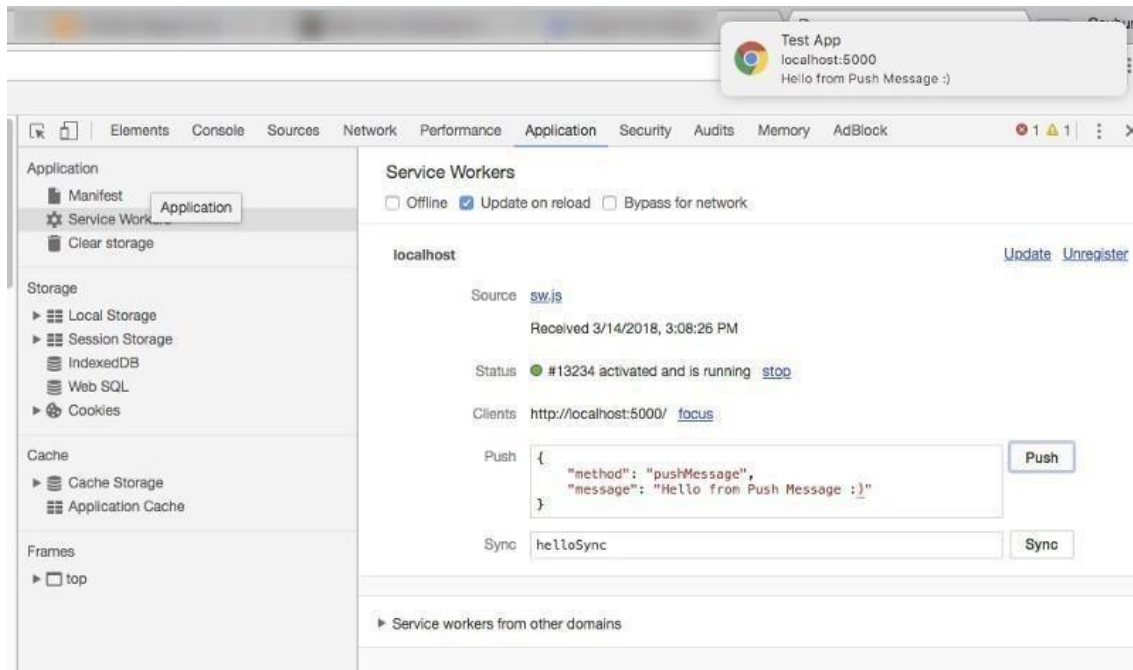 Test App
localhost:5000
Hello from Push Message :)
Elements Console Sources Network Performance Application Security Audits Memory AdBlock 1 1
Application
Manifest
Application
Service Workers
Clear storage
Storage
Local Storage
Session Storage
IndexedDB
Web SQL
Cookies
Cache
Cache Storage
Application Cache
Frames
top
Service Workers
Offline Update on reload Bypass for network
localhost Update Unregister
Source sw.js
Received 3/14/2018, 3:08:26 PM
Status #13234 activated and is running stop
Clients http://localhost:5000/ focus
Push {
"method": "pushMessage",
"message": "Hello from Push Message :)"
}
Push
Sync helloSync Sync
Service workers from other domains